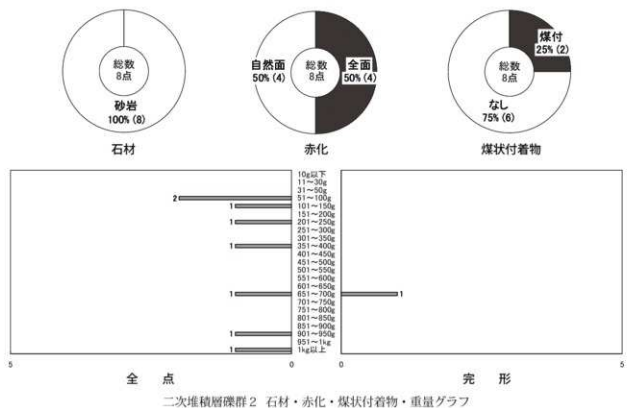 総数
8点
砂岩
100% (8)
石材
自然面
50% (4)
総数
8点
全面
50% (4)
赤化
煤付
25% (2)
総数
8点
なし
75% (6)
煤状付着物
10g以下
11～30g
31～50g
2 51～100g
1 101～150g
151～200g
1 201～250g
251～300g
301～350g
1 351～400g
401～450g
451～500g
501～550g
551～600g
601～650g
1 651～700g 1
701～750g
751～800g
801～850g
851～900g
1 901～950g
951～1kg
1 1kg以上
5 0 0 5
全点 完形
二次堆積層礫群2 石材・赤化・煤状付着物・重量グラフ